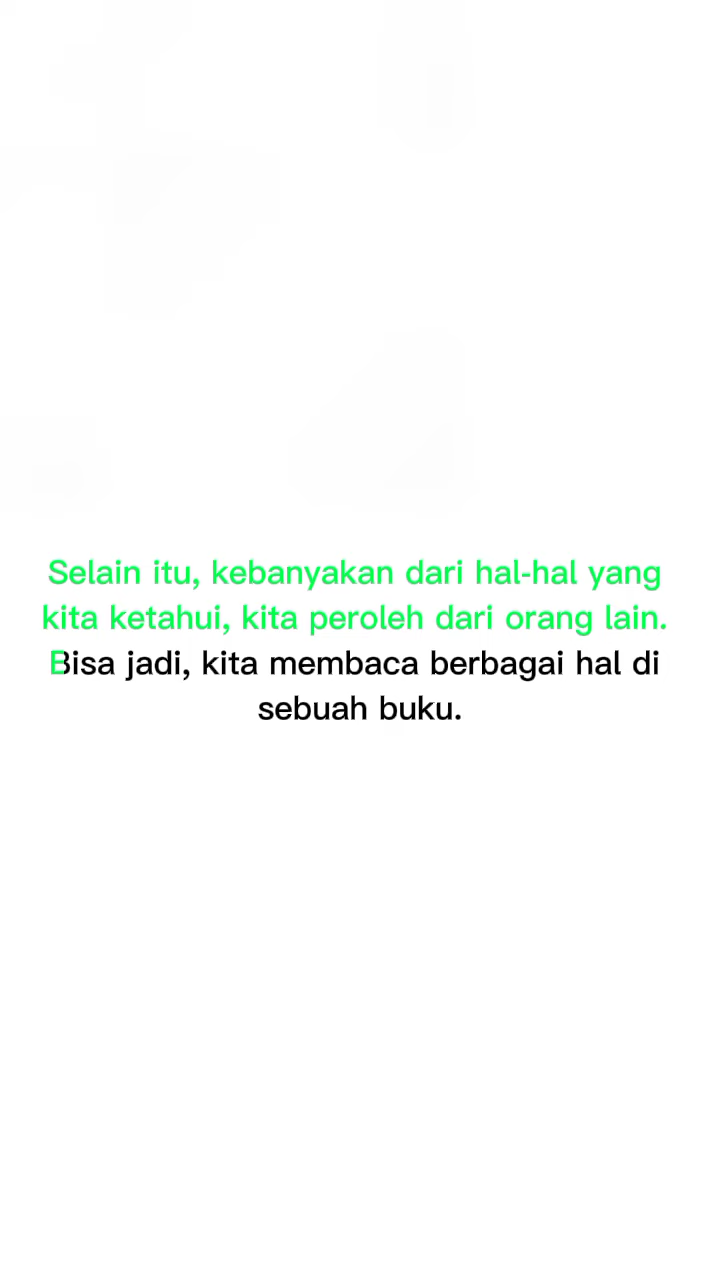 Selain itu, kebanyakan dari hal-hal yang
kita ketahui, kita peroleh dari orang lain.
Bisa jadi, kita membaca berbagai hal di
sebuah buku.